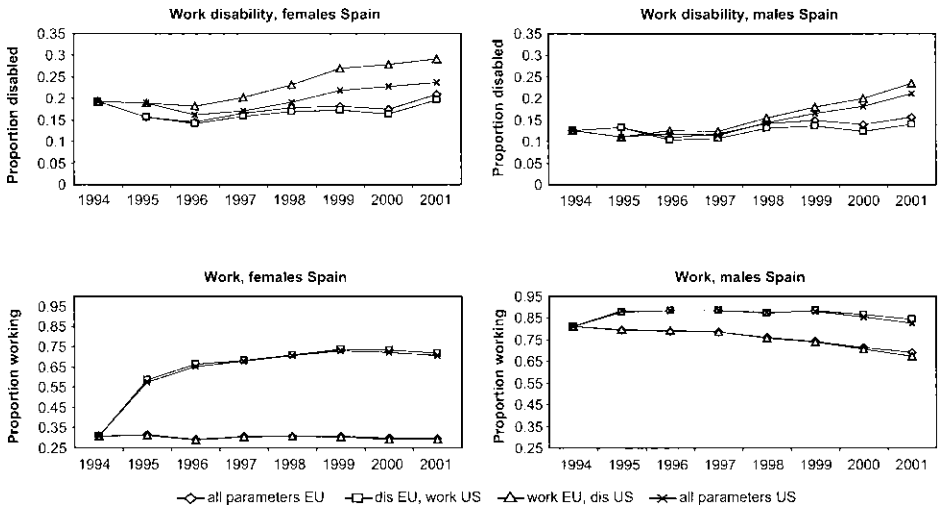 Work disability, females Spain
Proportion disabled
0.35
0.3
0.25
0.2
0.15
0.1
0.05
0
1994 1995 1996 1997 1998 1999 2000 2001
Work disability, males Spain
Proportion disabled
0.35
0.3
0.25
0.2
0.15
0.1
0.05
0
1994 1995 1996 1997 1998 1999 2000 2001
Work, females Spain
Proportion working
0.95
0.85
0.75
0.65
0.55
0.45
0.35
0.25
1994 1995 1996 1997 1998 1999 2000 2001
Work, males Spain
Proportion working
0.95
0.85
0.75
0.65
0.55
0.45
0.35
0.25
1994 1995 1996 1997 1998 1999 2000 2001
all parameters EU dis EU, work US work EU, dis US all parameters US